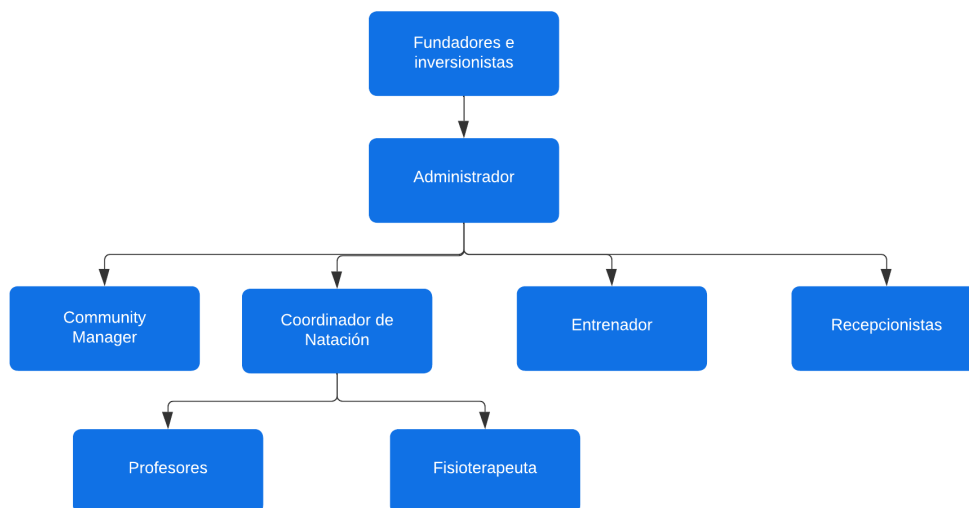 Fundadores e
inversionistas
Administrador
Community
Manager
Coordinador de
Natación
Entrenador
Recepcionistas
Profesores
Fisioterapeuta